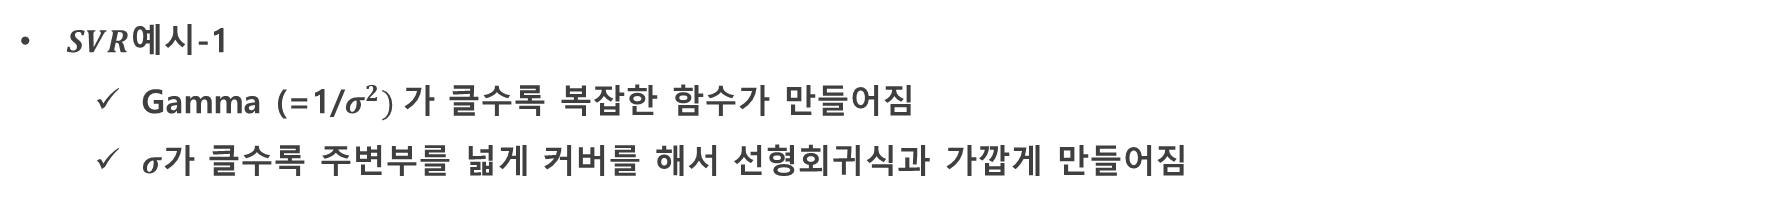 • SVR예시-1
✓ Gamma (=1/σ²) 가 클수록 복잡한 함수가 만들어짐
✓ σ가 클수록 주변부를 넓게 커버를 해서 선형회귀식과 가깝게 만들어짐